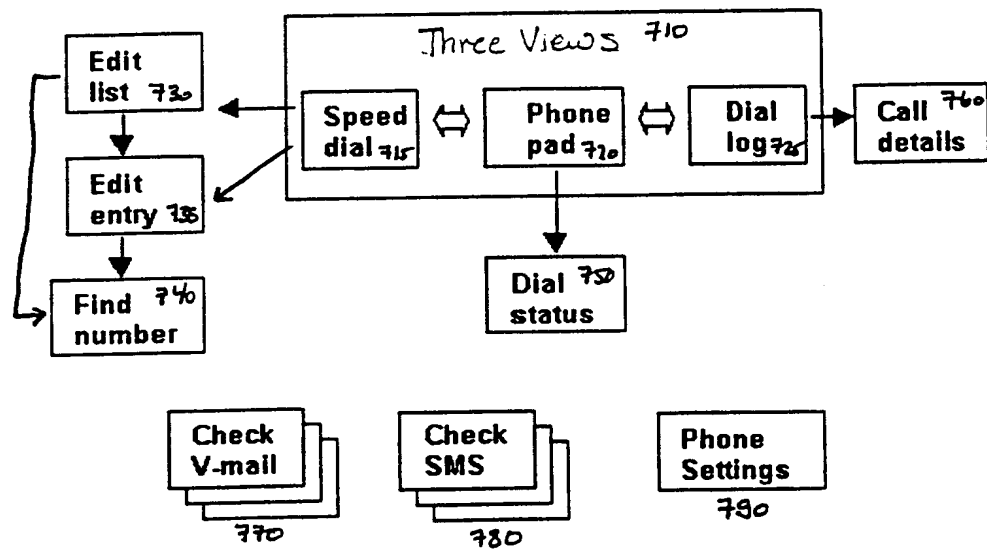 Three Views 710
Edit
list 730
Speed
dial 715
Phone
pad 720
Dial
log 725
Call 760
details
Edit
entry 735
Find 740
number
Dial 750
status
Check
V-mail
770
Check
SMS
780
Phone
Settings
790